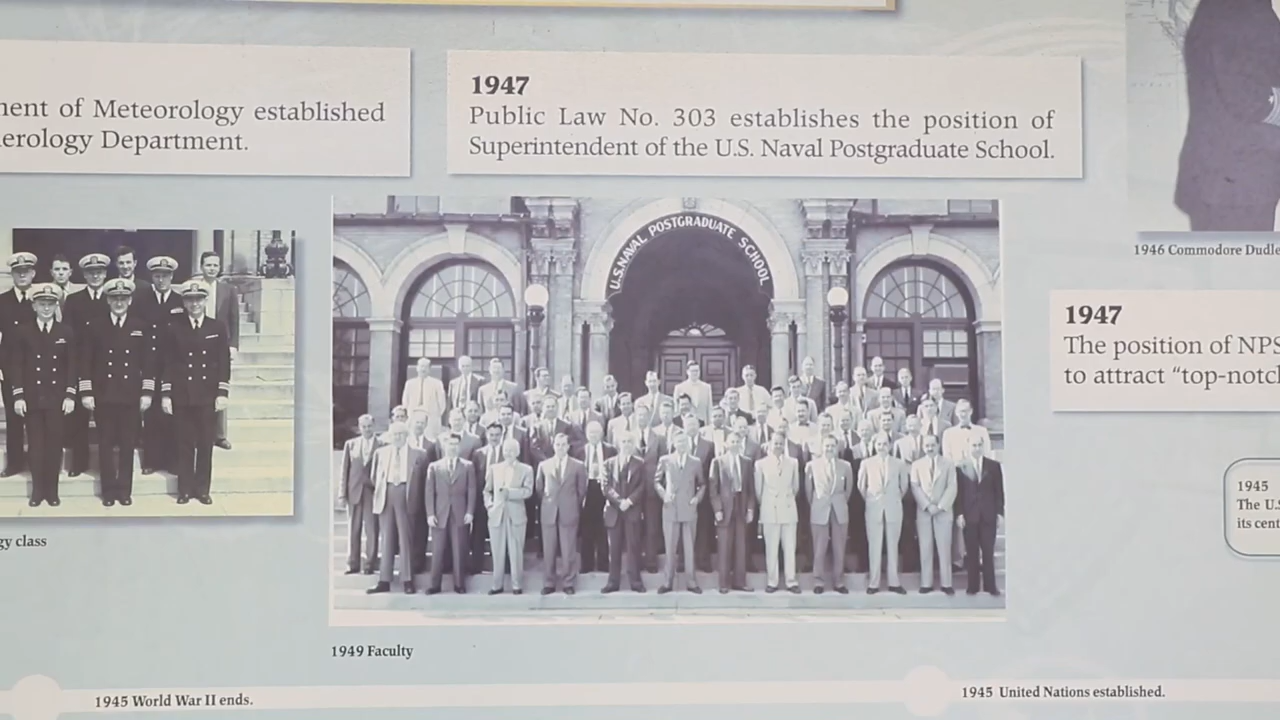 ment of Meteorology established
erology Department.
1947
Public Law No. 303 establishes the position of
Superintendent of the U.S. Naval Postgraduate School.
U.S. NAVAL POSTGRADUATE SCHOOL
1946 Commodore Dudle
1947
The position of NPS
to attract “top-notch
1945
The U.S
its cent
gy class
1949 Faculty
1945 World War II ends.
1945 United Nations established.